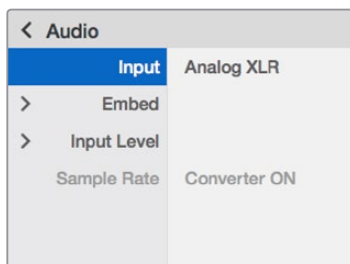 < Audio
Input Analog XLR
> Embed
> Input Level
Sample Rate Converter ON